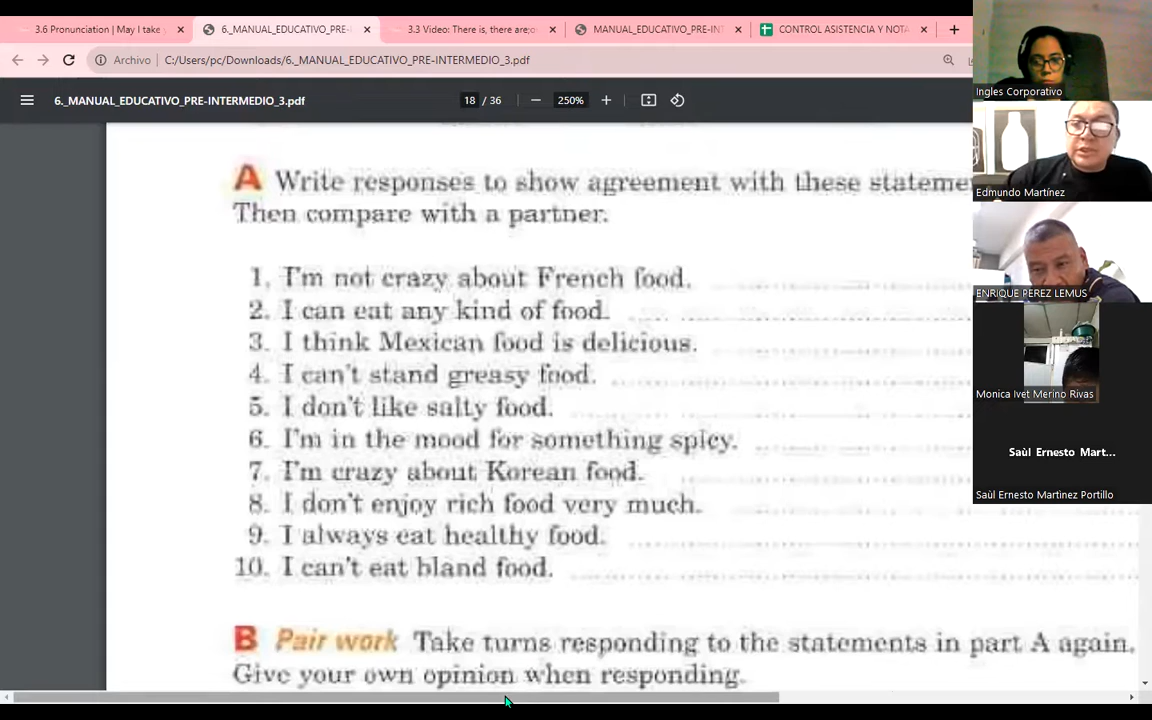 3.6 Pronunciation | May I take
6._MANUAL_EDUCATIVO_PRE-
3.3 Video: There is, there are;o
MANUAL_EDUCATIVO_PRE-INT
CONTROL ASISTENCIA Y NOTA
Archivo
C:/Users/pc/Downloads/6._MANUAL_EDUCATIVO_PRE-INTERMEDIO_3.pdf
6._MANUAL_EDUCATIVO_PRE-INTERMEDIO_3.pdf
18 / 36
250%
A Write responses to show agreement with these stateme
Then compare with a partner.
1. I'm not crazy about French food.
2. I can eat any kind of food.
3. I think Mexican food is delicious.
4. I can't stand greasy food.
5. I don't like salty food.
6. I'm in the mood for something spicy.
7. I'm crazy about Korean food.
8. I don't enjoy rich food very much.
9. I always eat healthy food.
10. I can't eat bland food.
B Pair work Take turns responding to the statements in part A again.
Give your own opinion when responding.
Ingles Corporativo
Edmundo Martínez
ENRIQUE PEREZ LEMUS
Monica Ivet Merino Rivas
Saùl Ernesto Mart...
Saùl Ernesto Martinez Portillo